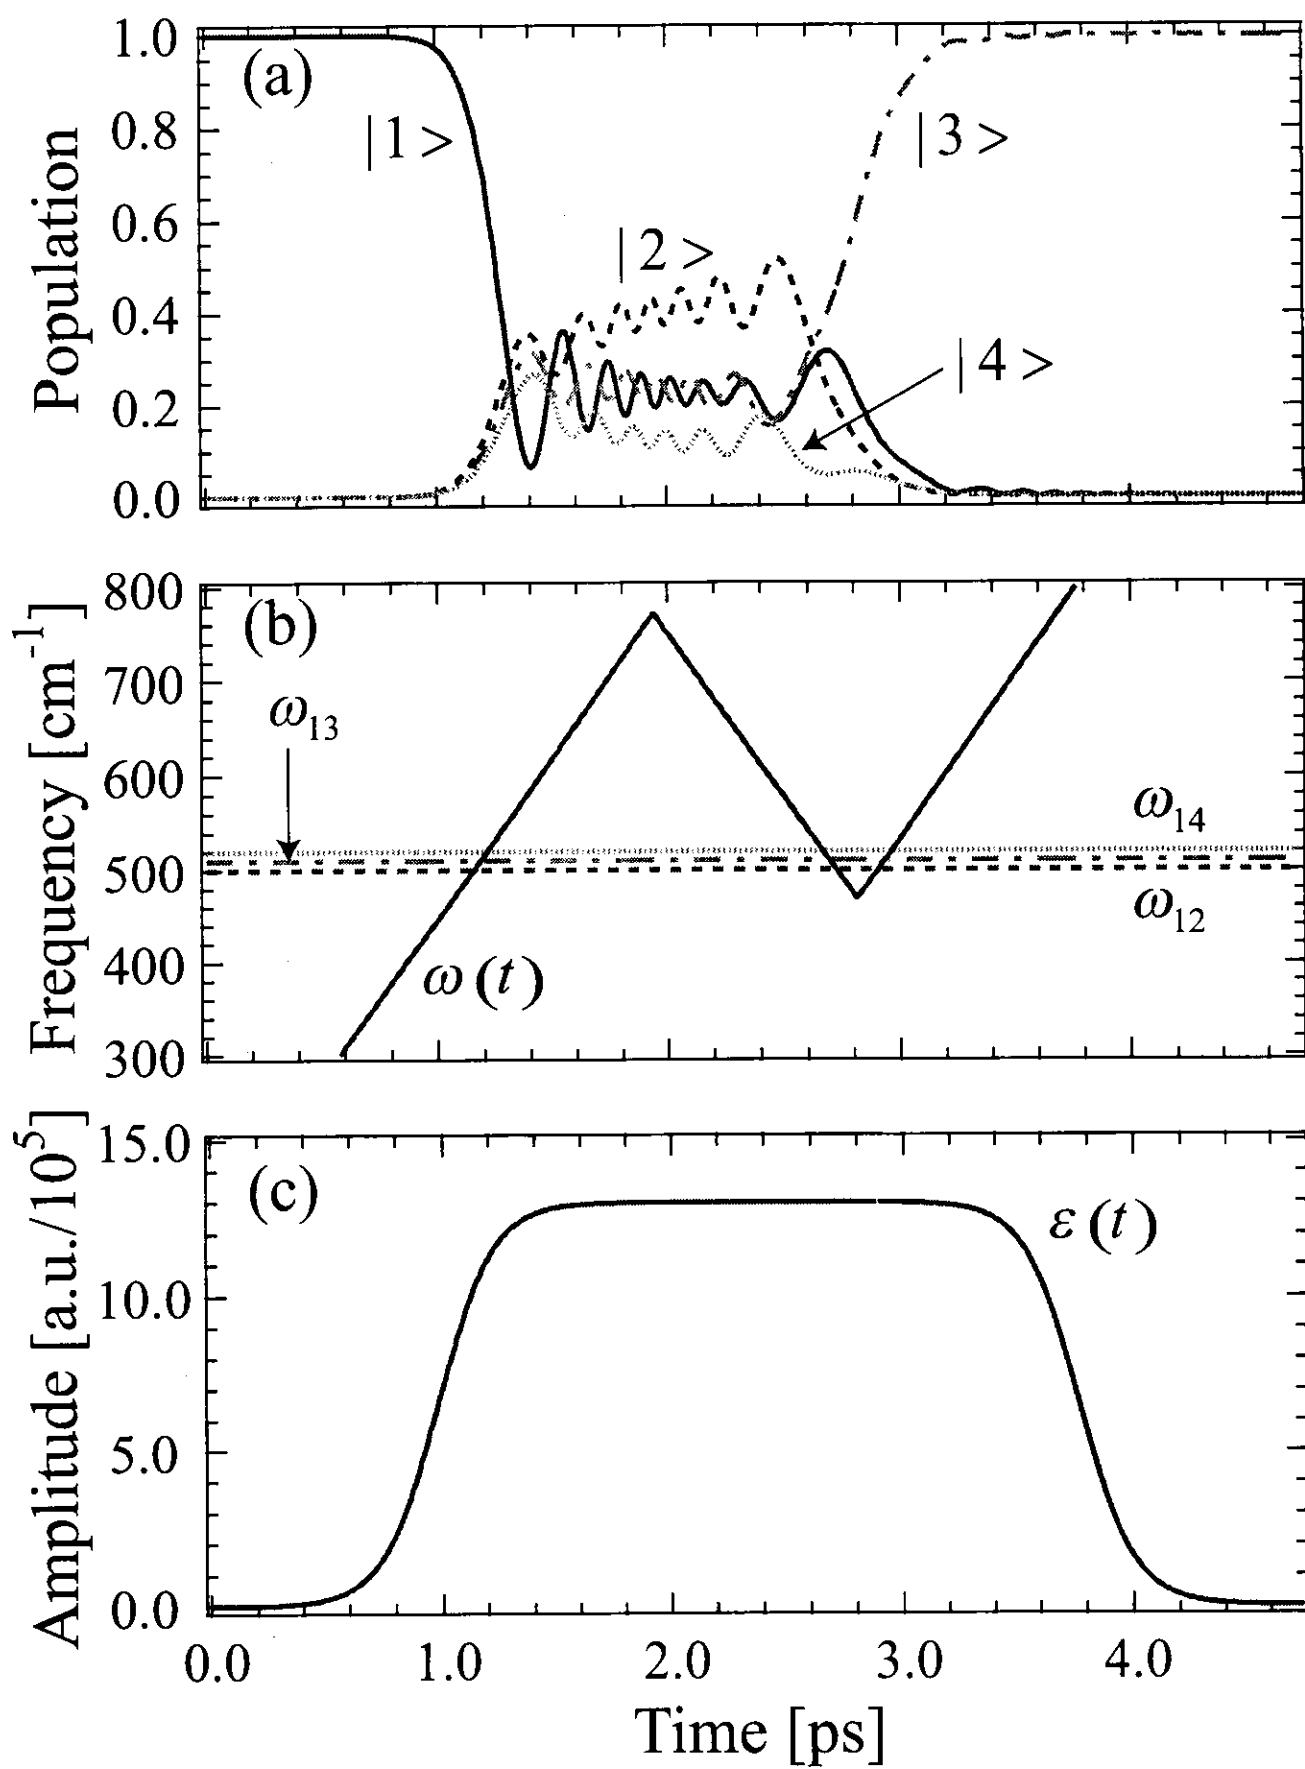 (a)
1.0
0.8
0.6
0.4
0.2
0.0
Population
|1>
|2>
|3>
|4>
(b)
800
700
600
500
400
300
Frequency [cm⁻¹]
ω₁₃
ω₁₄
ω₁₂
ω(t)
(c)
15.0
10.0
5.0
0.0
Amplitude [a.u./10⁵]
ε(t)
0.0 1.0 2.0 3.0 4.0
Time [ps]